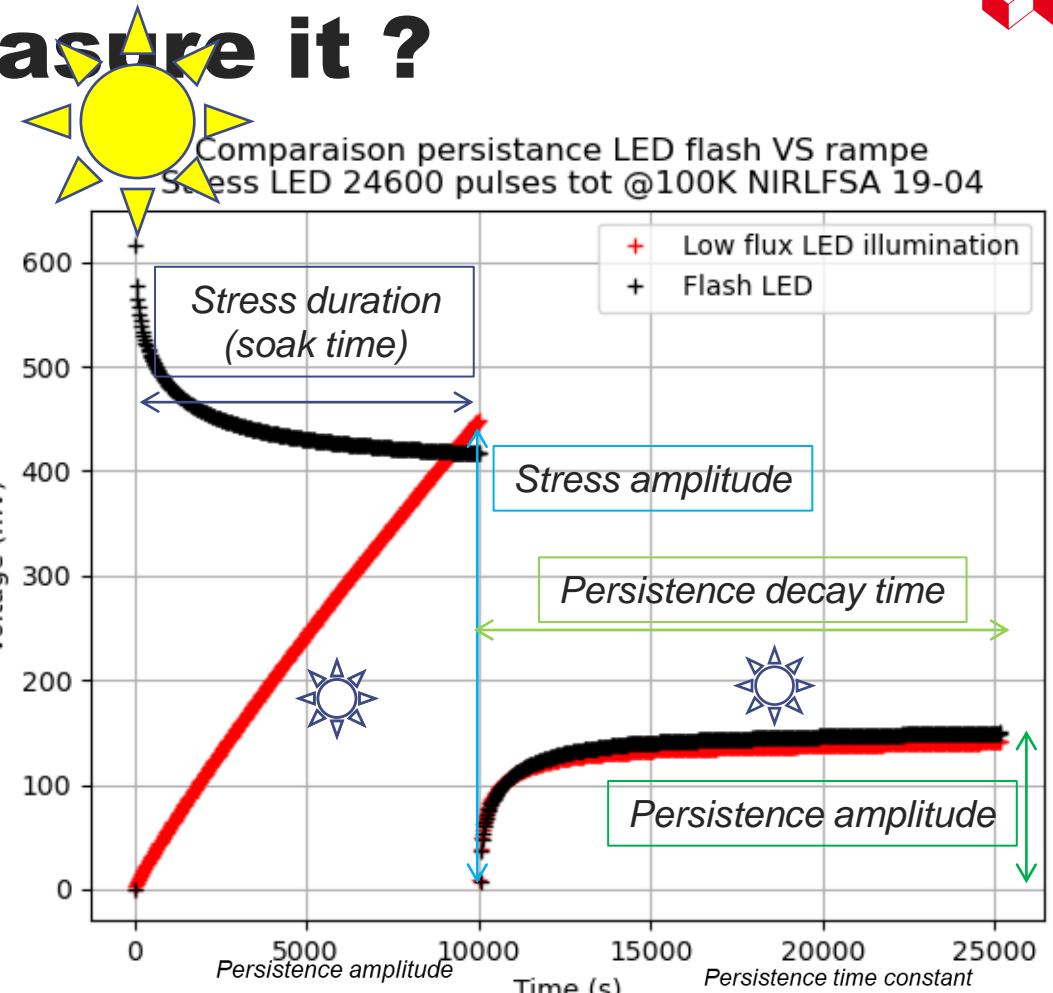 asure it ?
Comparaison persistance LED flash VS rampe
Stress LED 24600 pulses tot @100K NIRLFSA 19-04
Low flux LED illumination
Flash LED
600
500
400
300
200
100
0
Stress duration
(soak time)
Stress amplitude
Persistence decay time
Persistence amplitude
0 5000 10000 15000 20000 25000
Persistence amplitude
Time (s)
Persistence time constant